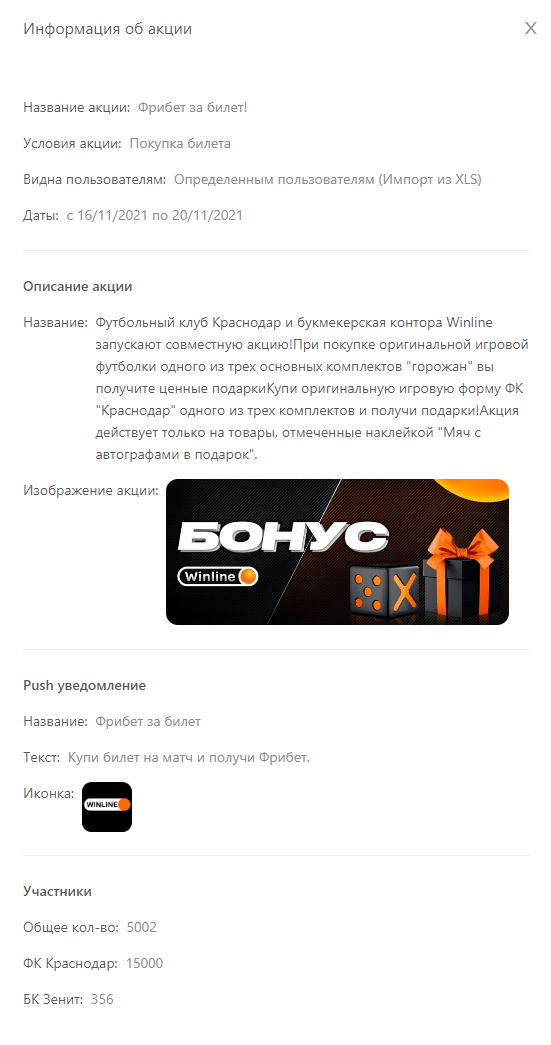 Информация об акции X
Название акции: Фрибет за билет!
Условия акции: Покупка билета
Видна пользователям: Определенным пользователям (Импорт из XLS)
Даты: с 16/11/2021 по 20/11/2021
Описание акции
Название: Футбольный клуб Краснодар и букмекерская контора Winline
запускают совместную акцию!При покупке оригинальной игровой
футболки одного из трех основных комплектов "горожан" вы
получите ценные подаркиКупи оригинальную игровую форму ФК
"Краснодар" одного из трех комплектов и получи подарки!Акция
действует только на товары, отмеченные наклейкой "Мяч с
автографами в подарок".
Изображение акции:
БОНУС
Winline
X
Push уведомление
Название: Фрибет за билет
Текст: Купи билет на матч и получи Фрибет.
Иконка:
WINLINE
Участники
Общее кол-во: 5002
ФК Краснодар: 15000
БК Зенит: 356